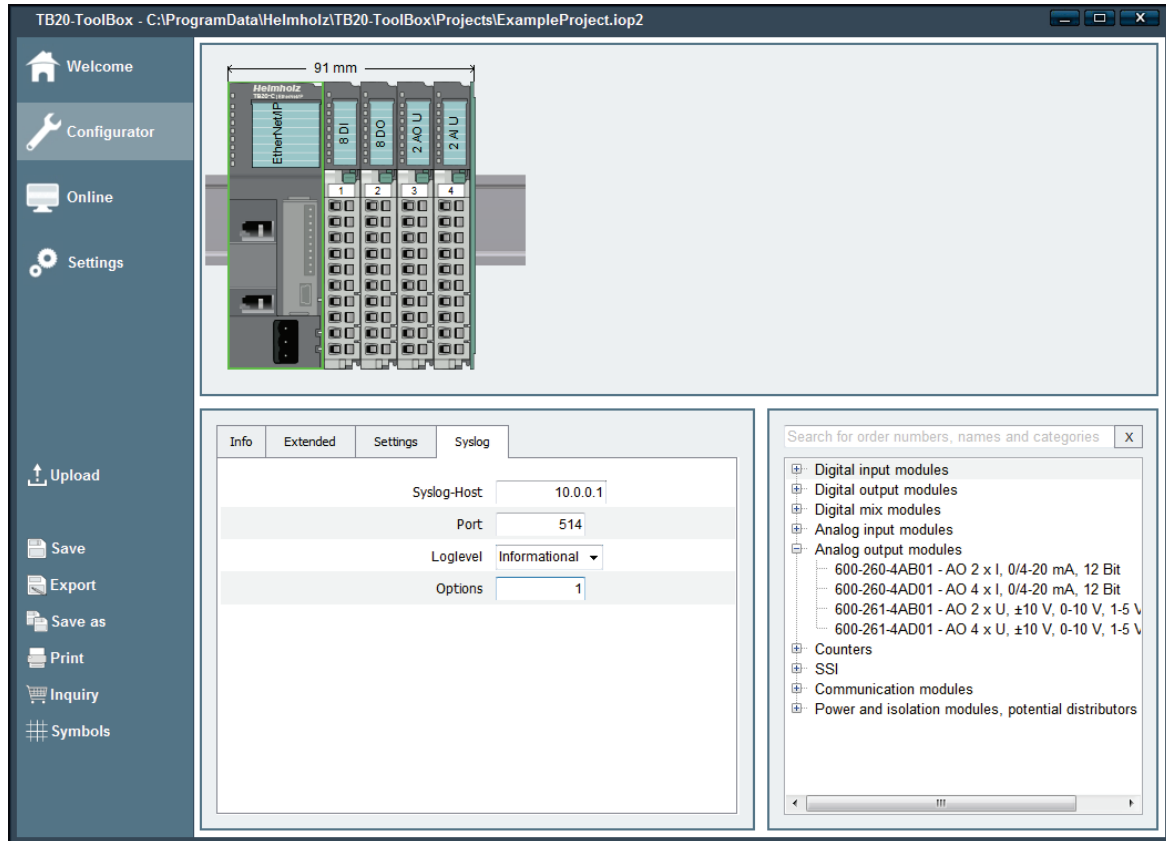 TB20-ToolBox - C:\ProgramData\Helmholz\TB20-ToolBox\Projects\ExampleProject.iop2
X
Welcome
Configurator
Online
Settings
Upload
Save
Export
Save as
Print
Inquiry
Symbols
91 mm
Helmholz
EtherNet/IP
8 DI
8 DO
2 AO U
2 AI U
1 2 3 4
Info Extended Settings Syslog
Syslog-Host 10.0.0.1
Port 514
Loglevel Informational
Options 1
Search for order numbers, names and categories X
Digital input modules
Digital output modules
Digital mix modules
Analog input modules
Analog output modules
600-260-4AB01 - AO 2 x I, 0/4-20 mA, 12 Bit
600-260-4AD01 - AO 4 x I, 0/4-20 mA, 12 Bit
600-261-4AB01 - AO 2 x U, ±10 V, 0-10 V, 1-5 V
600-261-4AD01 - AO 4 x U, ±10 V, 0-10 V, 1-5 V
Counters
SSI
Communication modules
Power and isolation modules, potential distributors